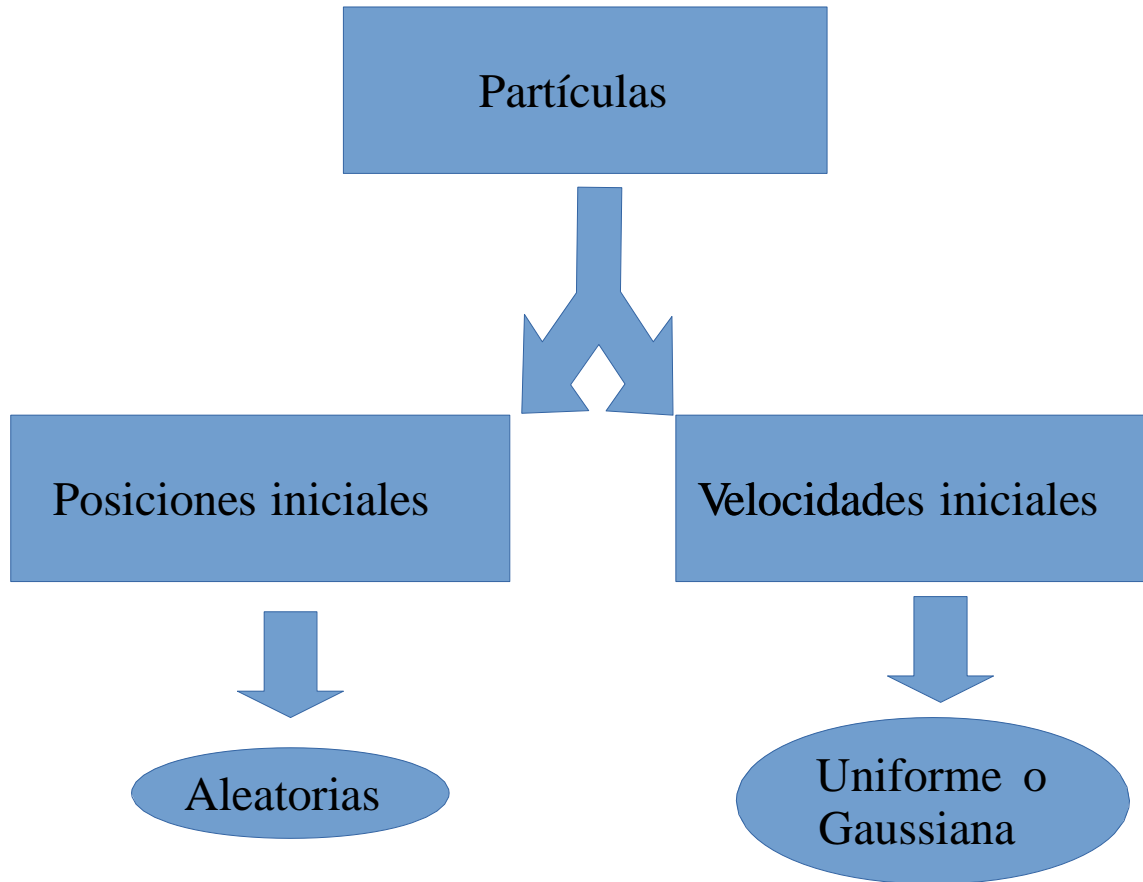 Partículas
Posiciones iniciales
Velocidades iniciales
Aleatorias
Uniforme o
Gaussiana